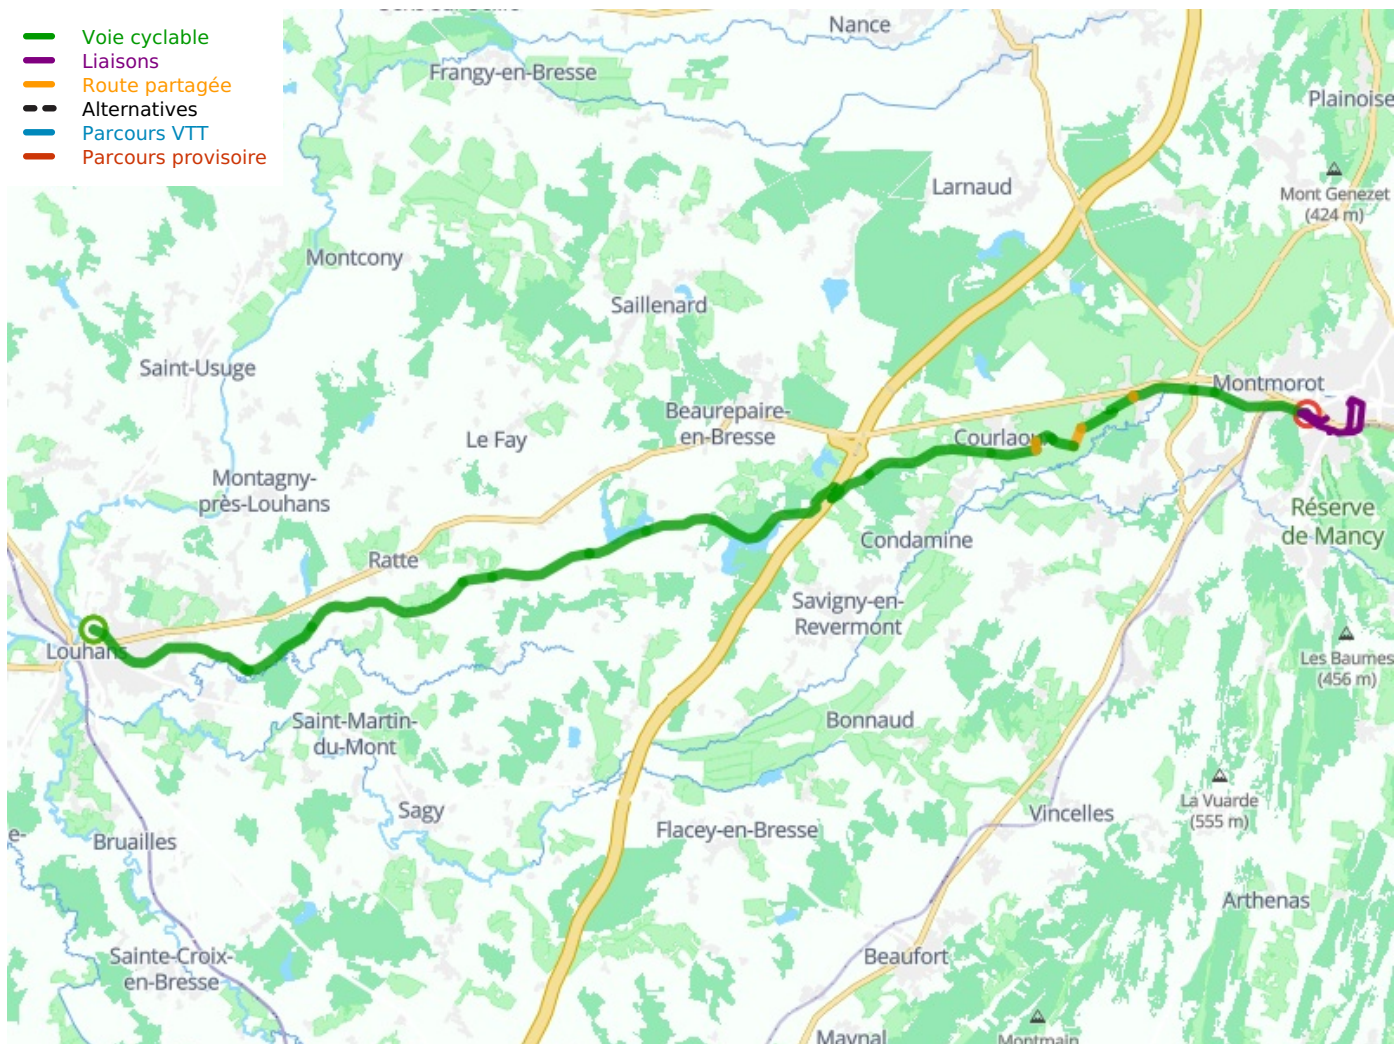 Voie cyclable
Liaisons
Route partagée
Alternatives
Parcours VTT
Parcours provisoire
Nance
Frangy-en-Bresse
Plainoise
Larnaud
Mont Genezet
(424 m)
Montcony
Saillenard
Saint-Usuge
Montmorot
Beaurepaire-
en-Bresse
Le Fay
Courlaou
Montagny-
près-Louhans
Réserve
de Mancy
Condamine
Ratte
Savigny-en-
Revermont
Louhans
Les Baumes
(456 m)
Saint-Martin-
du-Mont
Bonnaud
La Vuarde
(555 m)
Sagy
Vincelles
Flacey-en-Bresse
e-
Bruailles
Arthenas
Sainte-Croix-
en-Bresse
Beaufort
Maynal
Montmain